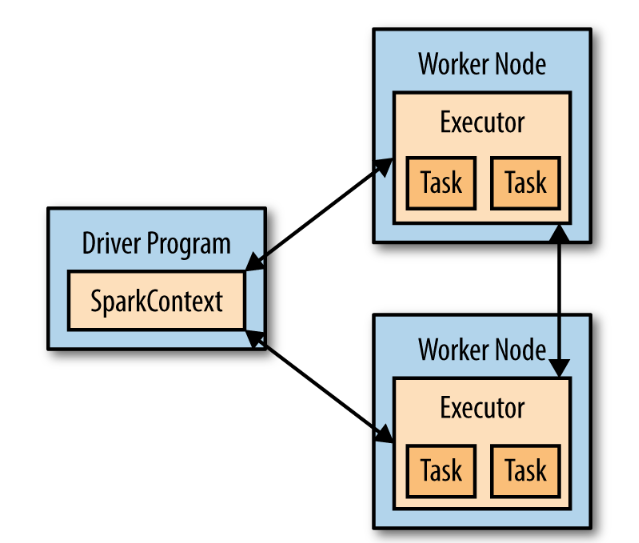 Worker Node
Executor
Task Task
Driver Program
SparkContext
Worker Node
Executor
Task Task